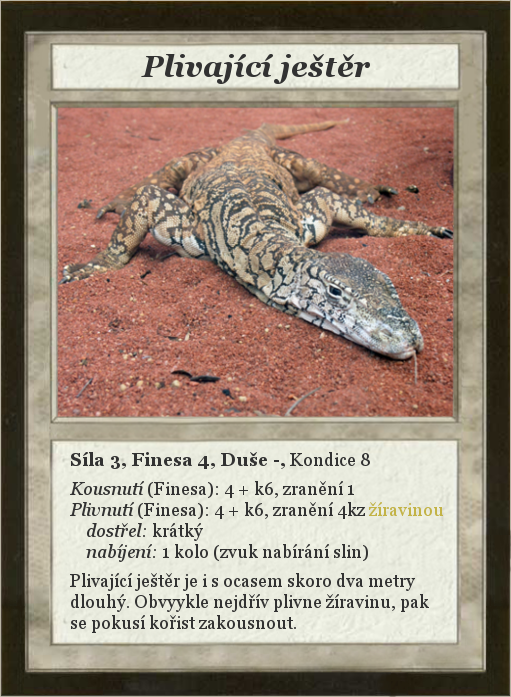 Plivající ještěr
Síla 3, Finesa 4, Duše -, Kondice 8
Kousnutí (Finesa): 4 + k6, zranění 1
Plivnutí (Finesa): 4 + k6, zranění 4kz žíravinou
dostřel: krátký
nabíjení: 1 kolo (zvuk nabírání slin)
Plivající ještěr je i s ocasem skoro dva metry
dlouhý. Obvyykle nejdřív plivne žíravinu, pak
se pokusí kořist zakousnout.